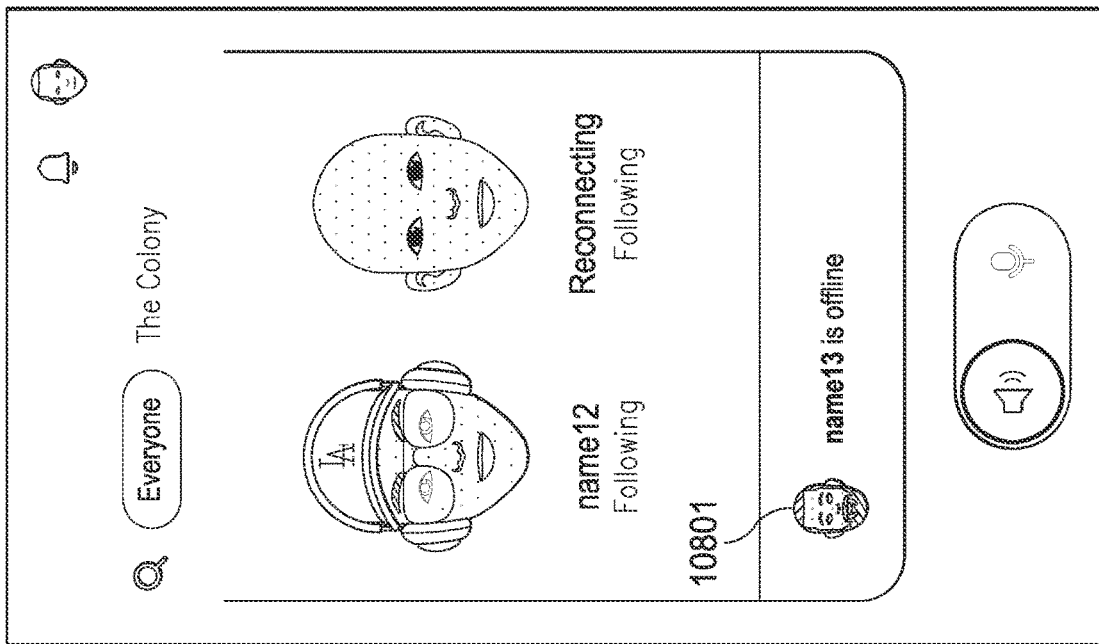 Everyone The Colony
LA
name12 Reconnecting
Following Following
10801
name13 is offline